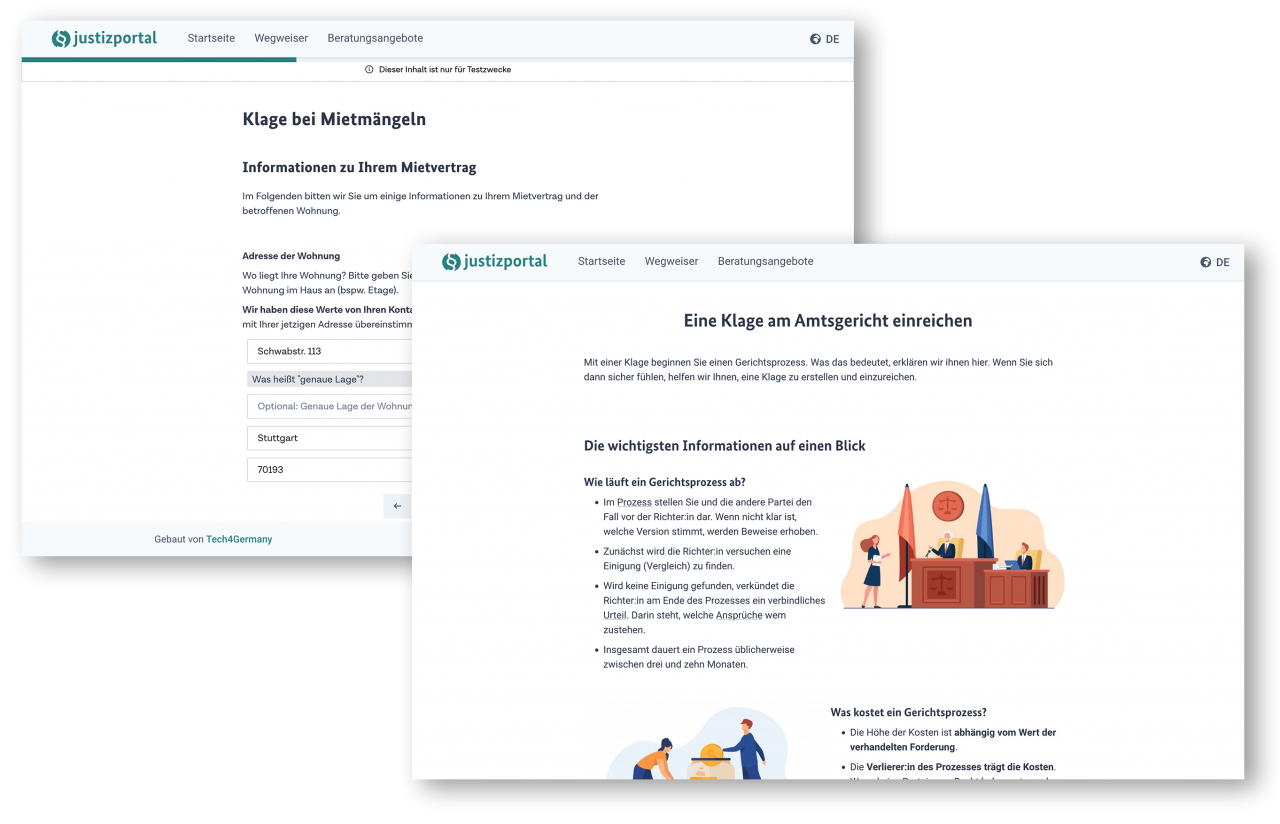 justizportal Startseite Wegweiser Beratungsangebote DE
Dieser Inhalt ist nur für Testzwecke
Klage bei Mietmängeln
Informationen zu Ihrem Mietvertrag
Im Folgenden bitten wir Sie um einige Informationen zu Ihrem Mietvertrag und der
betroffenen Wohnung.
Adresse der Wohnung
Wo liegt Ihre Wohnung? Bitte geben Sie
Wohnung im Haus an (bspw. Etage).
Wir haben diese Werte von Ihren
mit Ihrer jetzigen Adresse
Schwabstr. 113
Was heißt "genaue Lage"?
Optional: Genaue Lage der
Stuttgart
70193
Gebaut von Tech4Germany
justizportal Startseite Wegweiser Beratungsangebote DE
Eine Klage am Amtsgericht einreichen
Mit einer Klage beginnen Sie einen Gerichtsprozess. Was das bedeutet, erklären wir ihnen hier. Wenn Sie sich
dann sicher fühlen, helfen wir Ihnen, eine Klage zu erstellen und einzureichen.
Die wichtigsten Informationen auf einen Blick
Wie läuft ein Gerichtsprozess ab?
• Im Prozess stellen Sie und die andere Partei den
Fall vor der Richter:in dar. Wenn nicht klar ist,
welche Version stimmt, werden Beweise erhoben.
• Zunächst wird die Richter:in versuchen eine
Einigung (Vergleich) zu finden.
• Wird keine Einigung gefunden, verkündet die
Richter:in am Ende des Prozesses ein verbindliches
Urteil. Darin steht, welche Ansprüche wem
zustehen.
• Insgesamt dauert ein Prozess üblicherweise
zwischen drei und zehn Monaten.
Was kostet ein Gerichtsprozess?
• Die Höhe der Kosten ist abhängig vom Wert der
verhandelten Forderung.
• Die Verlierer:in des Prozesses trägt die Kosten.